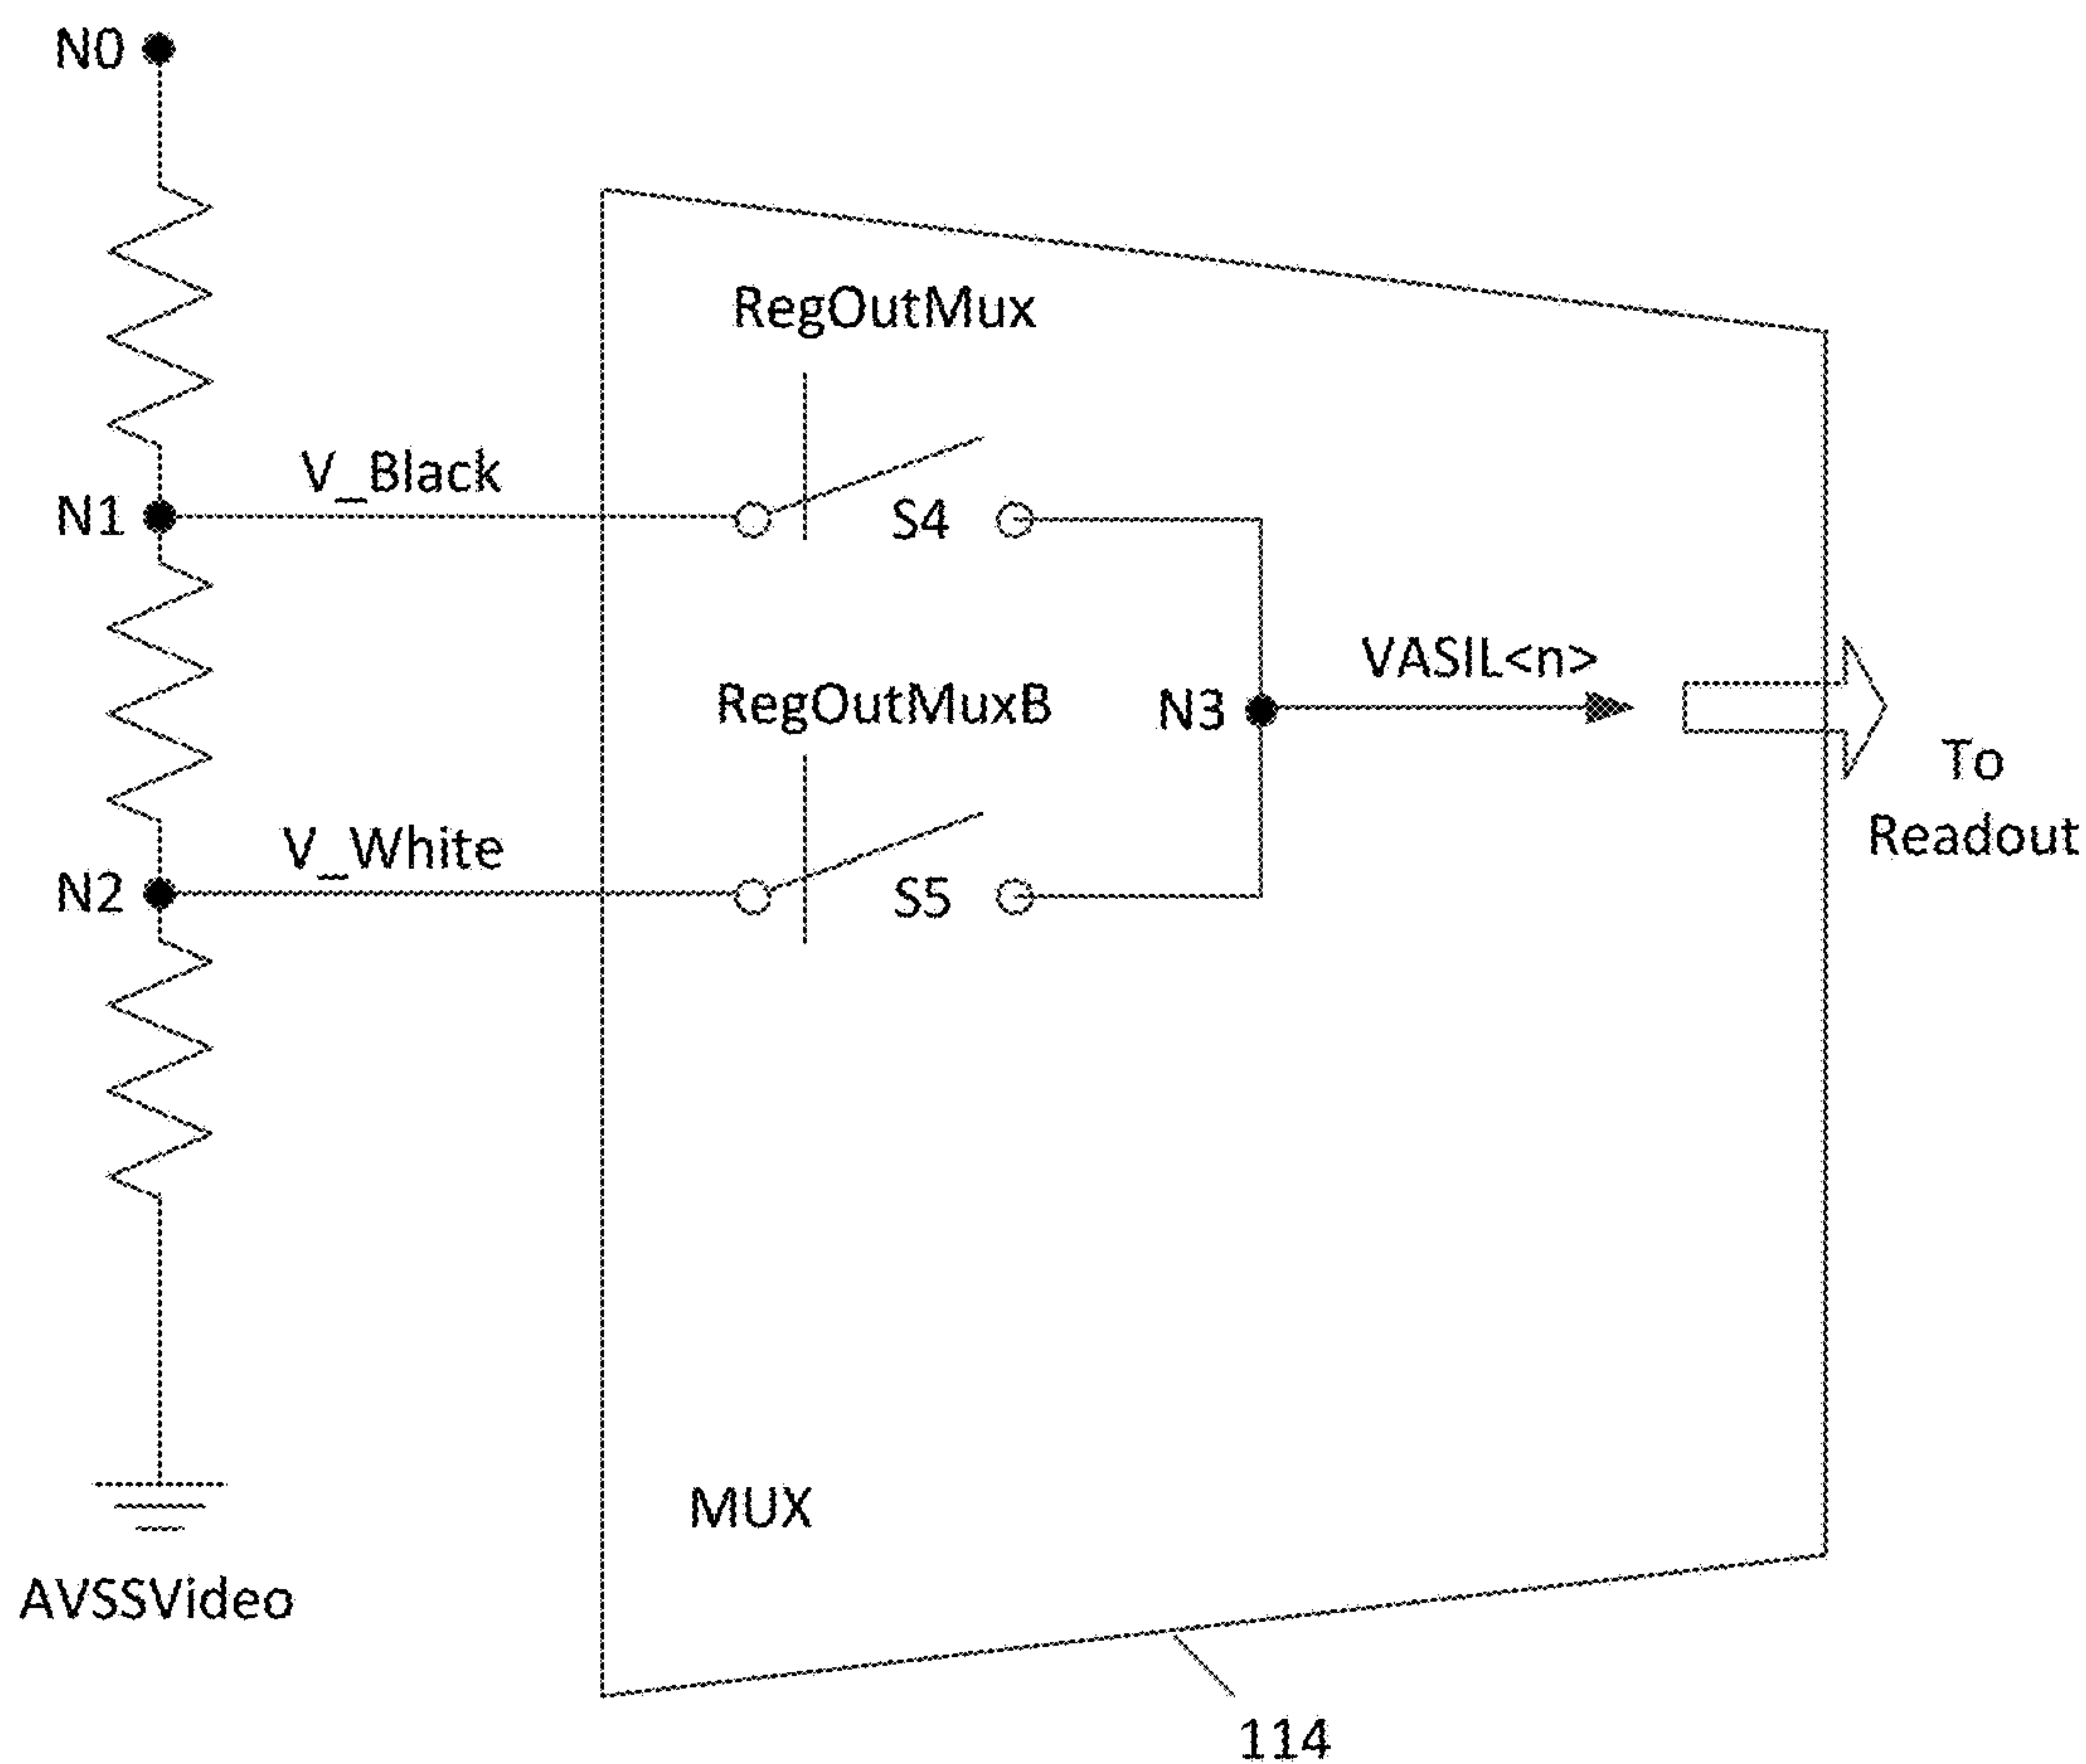 N0
RegOutMux
V_Black
N1
S4
VASIL<n>
RegOutMuxB
N3
To
Readout
V_White
N2
S5
MUX
AVSSVideo
114